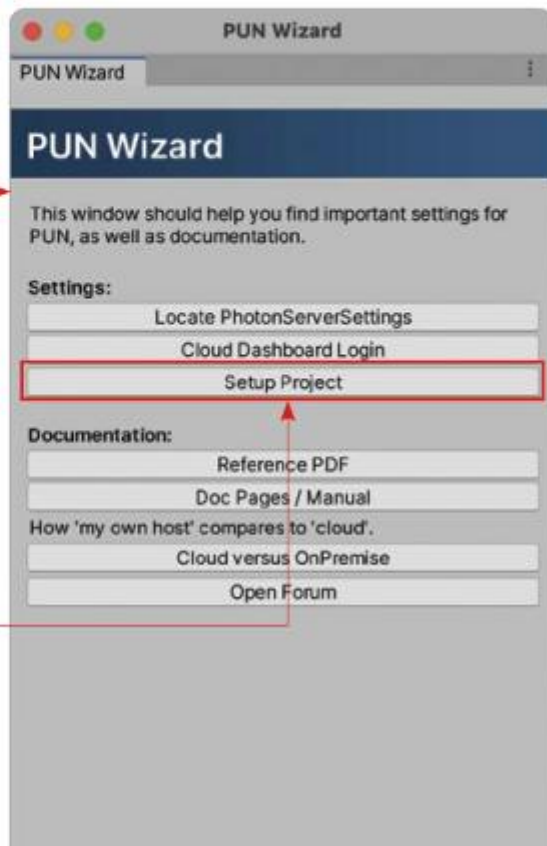 PUN Wizard
PUN Wizard
PUN Wizard
This window should help you find important settings for
PUN, as well as documentation.
Settings:
Locate PhotonServerSettings
Cloud Dashboard Login
Setup Project
Documentation:
Reference PDF
Doc Pages / Manual
How 'my own host' compares to 'cloud'.
Cloud versus OnPremise
Open Forum